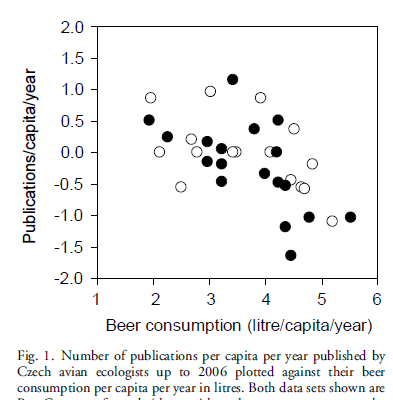 Publications/capita/year
2.0
1.5
1.0
0.5
0.0
-0.5
-1.0
-1.5
-2.0
1 2 3 4 5 6
Beer consumption (litre/capita/year)
Fig. 1. Number of publications per capita per year published by
Czech avian ecologists up to 2006 plotted against their beer
consumption per capita per year in litres. Both data sets shown are